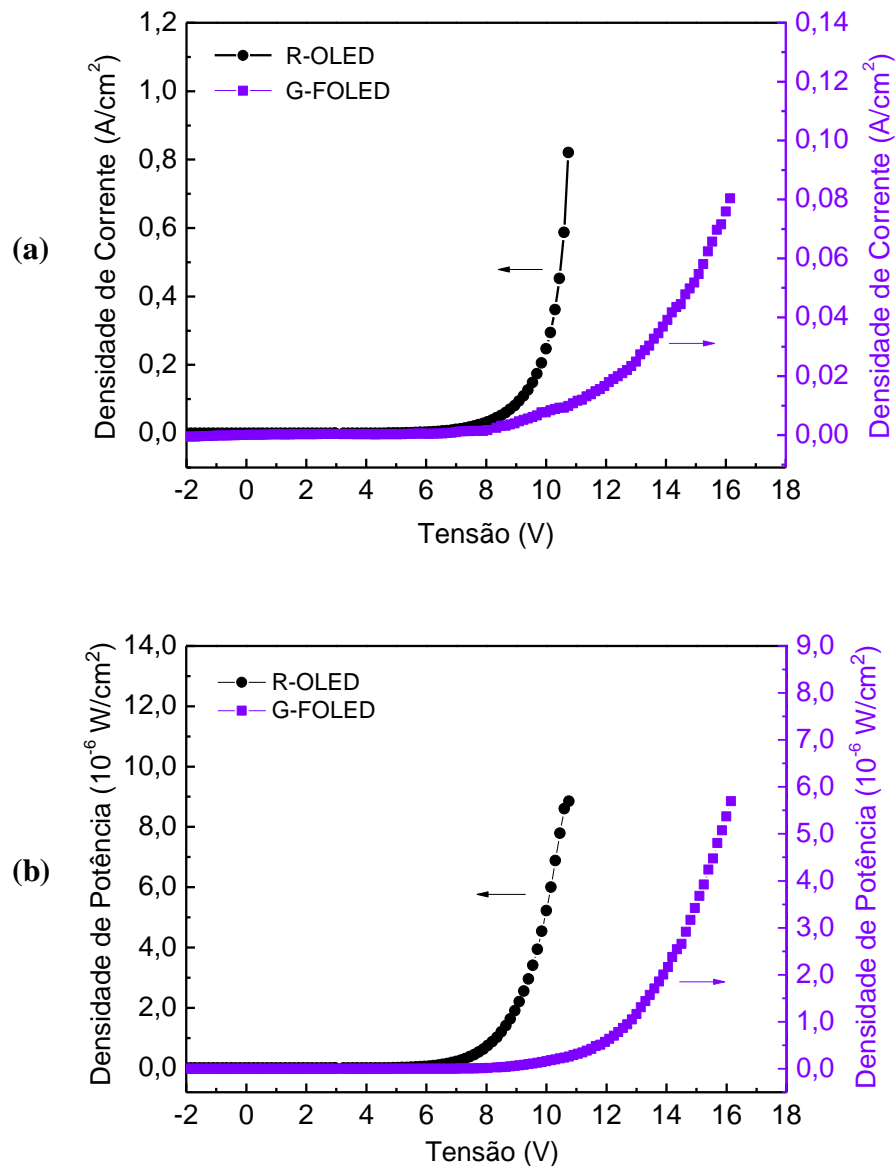 (a)
Densidade de Corrente (A/cm²)
1,2
1,0
0,8
0,6
0,4
0,2
0,0
R-OLED
G-FOLED
0,14
0,12
0,10
0,08
0,06
0,04
0,02
0,00
Densidade de Corrente (A/cm²)
-2 0 2 4 6 8 10 12 14 16 18
Tensão (V)
(b)
Densidade de Potência (10⁻⁶ W/cm²)
14,0
12,0
10,0
8,0
6,0
4,0
2,0
0,0
R-OLED
G-FOLED
9,0
8,0
7,0
6,0
5,0
4,0
3,0
2,0
1,0
0,0
Densidade de Potência (10⁻⁶ W/cm²)
-2 0 2 4 6 8 10 12 14 16 18
Tensão (V)